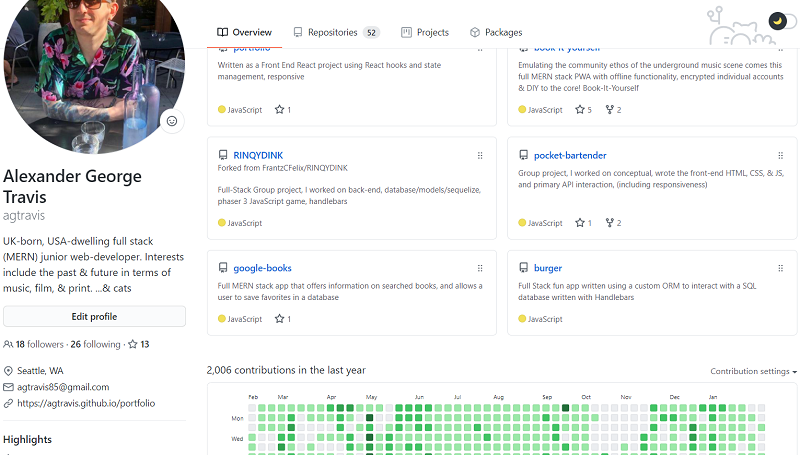 Overview
Repositories 52
Projects
Packages
Alexander George
Travis
agtravis
UK-born, USA-dwelling full stack
(MERN) junior web-developer. Interests
include the past & future in terms of
music, film, & print. ...& cats
Edit profile
18 followers · 26 following · 13
Seattle, WA
agtravis85@gmail.com
https://agtravis.github.io/portfolio
Highlights
portfolio
Written as a Front End React project using React hooks and state
management, responsive
JavaScript 1
book-it-yourself
Emulating the community ethos of the underground music scene comes this
full MERN stack PWA with offline functionality, encrypted individual accounts
& DIY to the core! Book-It-Yourself
JavaScript 5 2
RINQYDINK
Forked from FrantzCFelix/RINQYDINK
Full-Stack Group project, I worked on back-end, database/models/sequelize,
phaser 3 JavaScript game, handlebars
JavaScript
pocket-bartender
Group project, I worked on conceptual, wrote the front-end HTML, CSS, & JS,
and primary API interaction, (including responsiveness)
JavaScript 1 2
google-books
Full MERN stack app that offers information on searched books, and allows a
user to save favorites in a database
JavaScript 1
burger
Full Stack fun app written using a custom ORM to interact with a SQL
database written with Handlebars
JavaScript
2,006 contributions in the last year
Contribution settings
Feb Mar Apr May Jun Jul Aug Sep Oct Nov Dec Jan
Mon
Wed